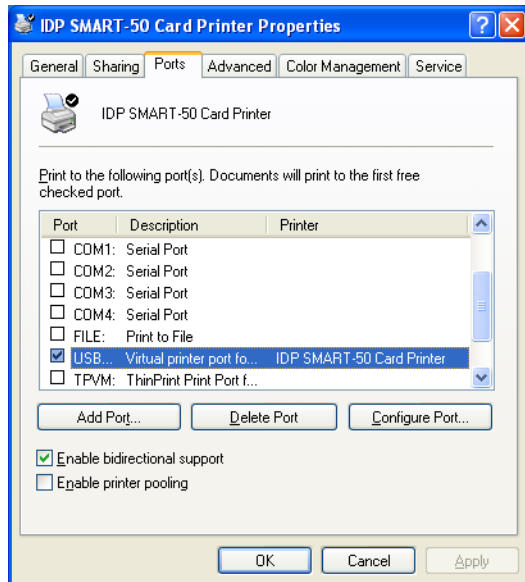 IDP SMART-50 Card Printer Properties
General Sharing Ports Advanced Color Management Service
IDP SMART-50 Card Printer
Print to the following port(s). Documents will print to the first free
checked port.
Port Description Printer
COM1: Serial Port
COM2: Serial Port
COM3: Serial Port
COM4: Serial Port
FILE: Print to File
USB... Virtual printer port fo... IDP SMART-50 Card Printer
TPVM: ThinPrint Print Port f...
Add Port... Delete Port Configure Port...
Enable bidirectional support
Enable printer pooling
OK Cancel Apply